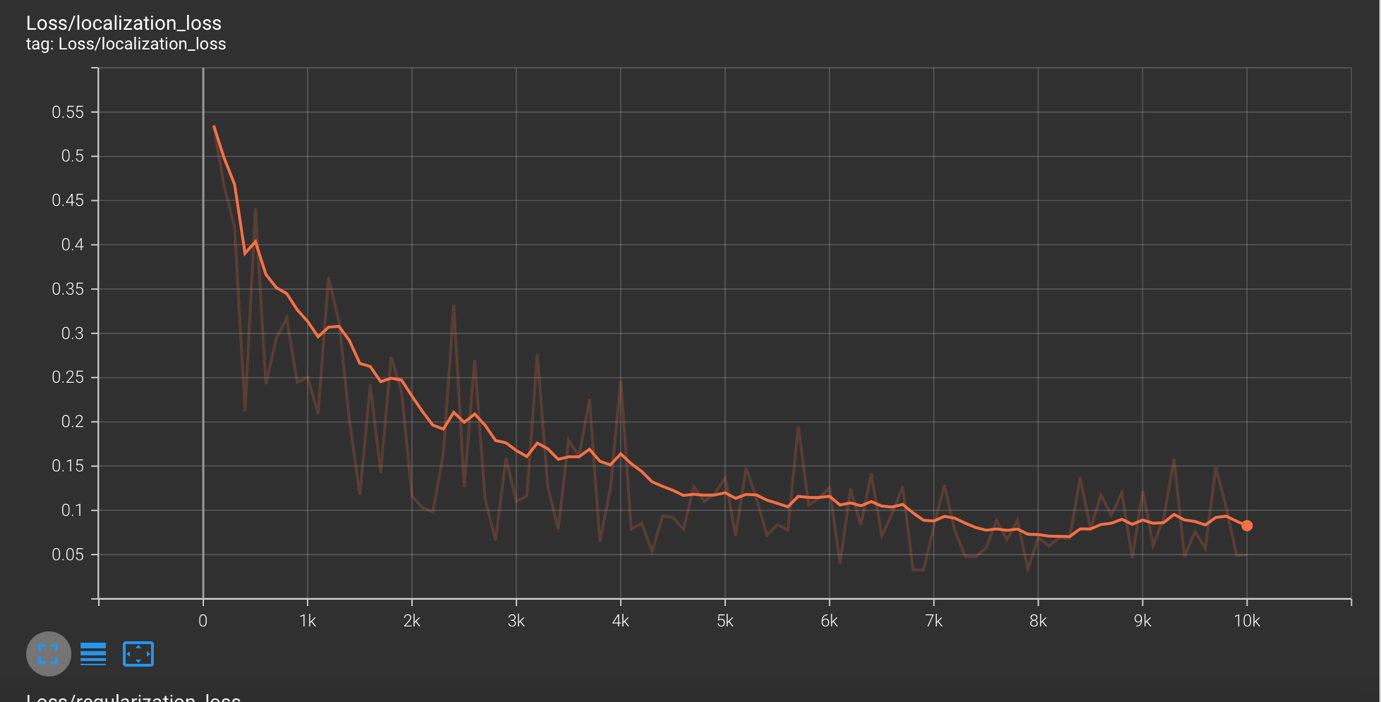 Loss/localization_loss
tag: Loss/localization_loss
0.55
0.5
0.45
0.4
0.35
0.3
0.25
0.2
0.15
0.1
0.05
0 1k 2k 3k 4k 5k 6k 7k 8k 9k 10k
Loss/regularization_loss